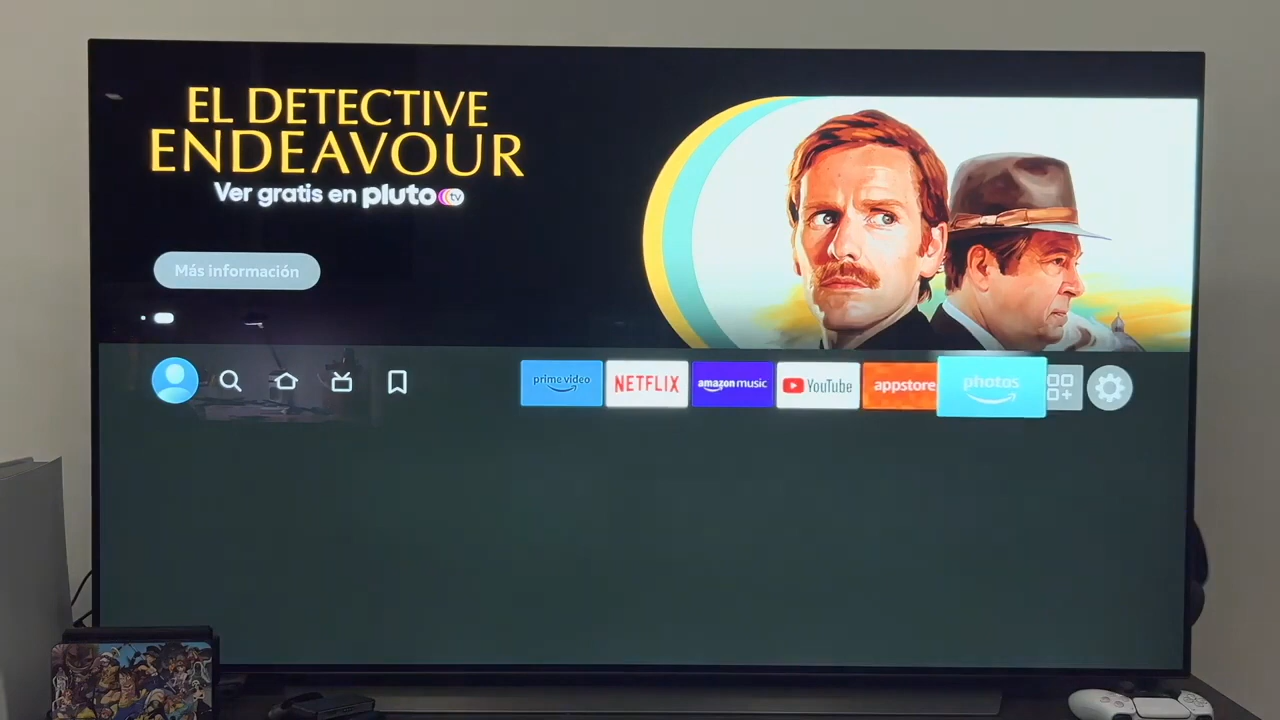 EL DETECTIVE
ENDEAVOUR
Ver gratis en pluto tv
Más información
prime video
NETFLIX
amazon music
YouTube
appstore
photos